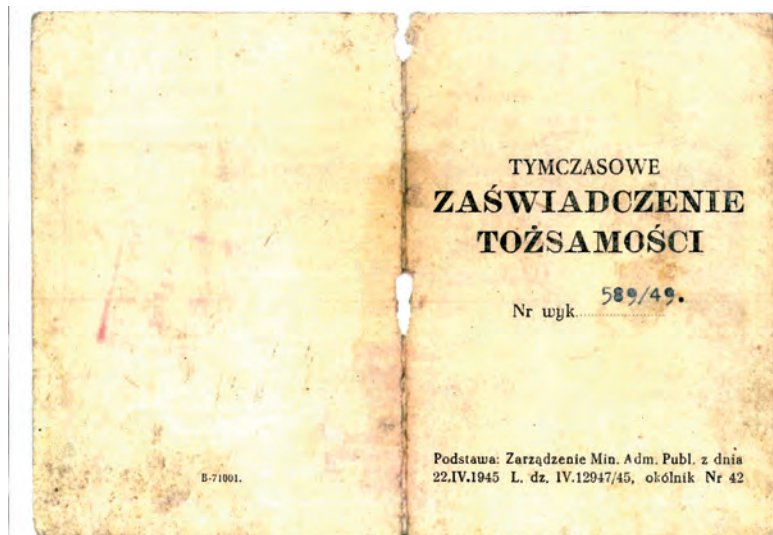 TYMCZASOWE
ZAŚWIADCZENIE
TOŻSAMOŚCI
Nr wyk. 589/49.
Podstawa: Zarządzenie Min. Adm. Publ. z dnia
22.IV.1945 L. dz. IV.12947/45, okólnik Nr 42
B-71001.